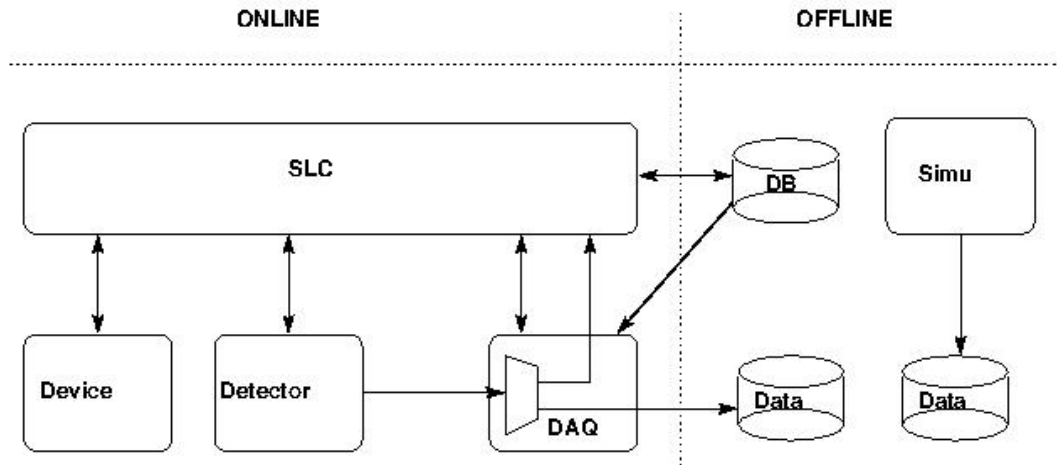 ONLINE
OFFLINE
SLC
DB
Simu
Device
Detector
DAQ
Data
Data